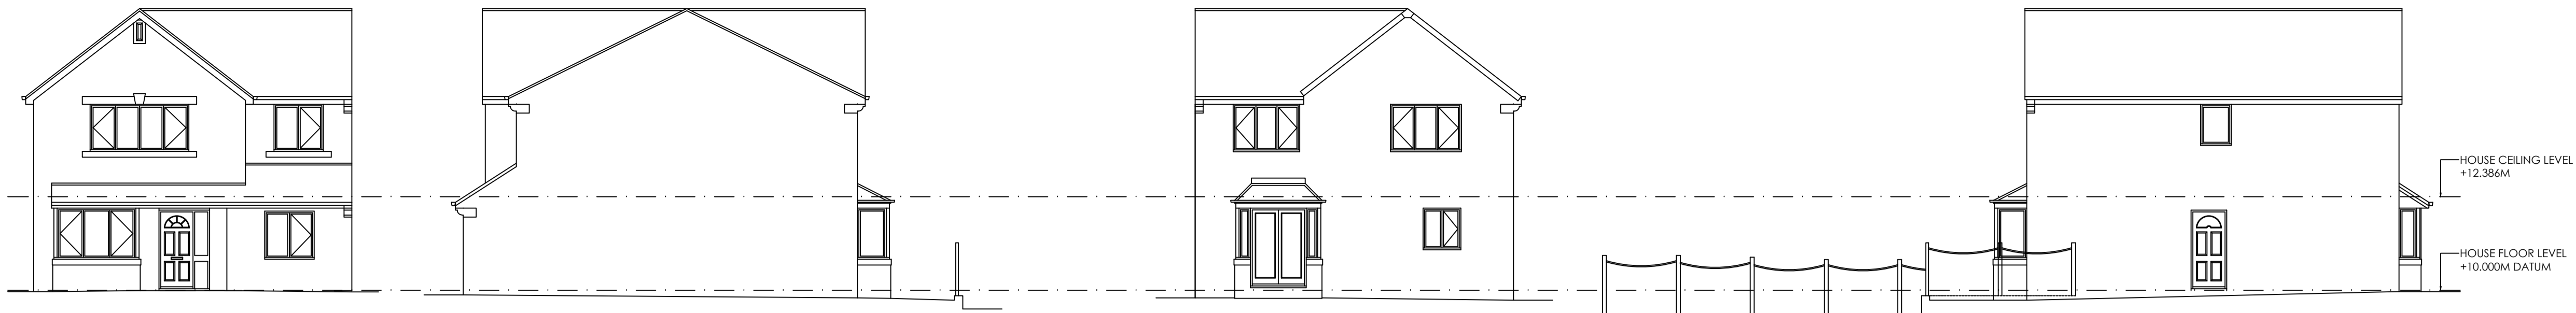 HOUSE CEILING LEVEL
+12.386M
HOUSE FLOOR LEVEL
+10.000M DATUM